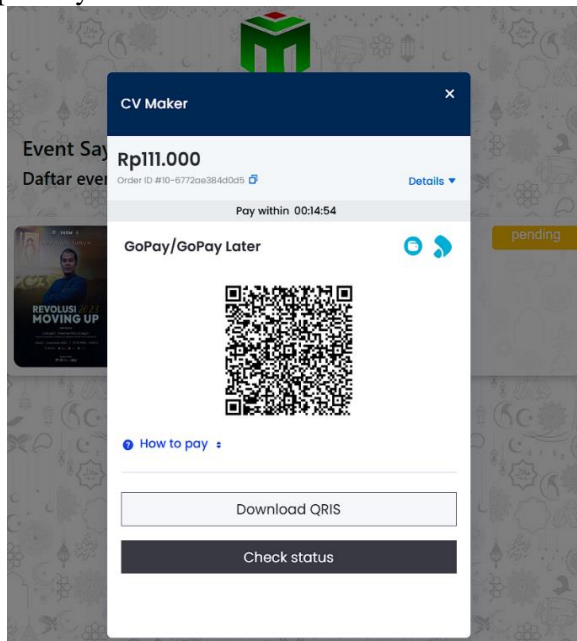 CV Maker
Event Say
Daftar ever
Rp111.000
Order ID #10-6772ae384d0d5
Details
Pay within 00:14:54
GoPay/GoPay Later
pending
REVOLUSI 2023
MOVING UP
How to pay
Download QRIS
Check status